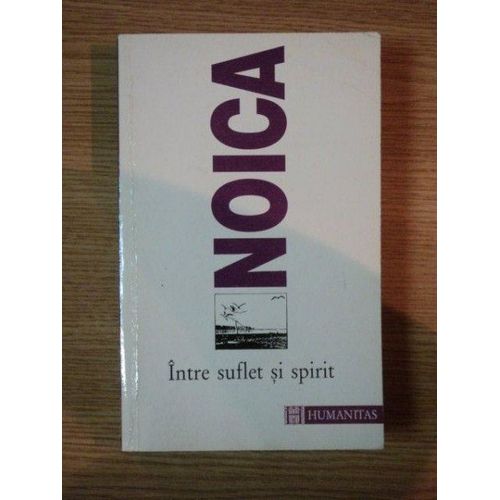 NOICA
Între suflet și spirit
HUMANITAS